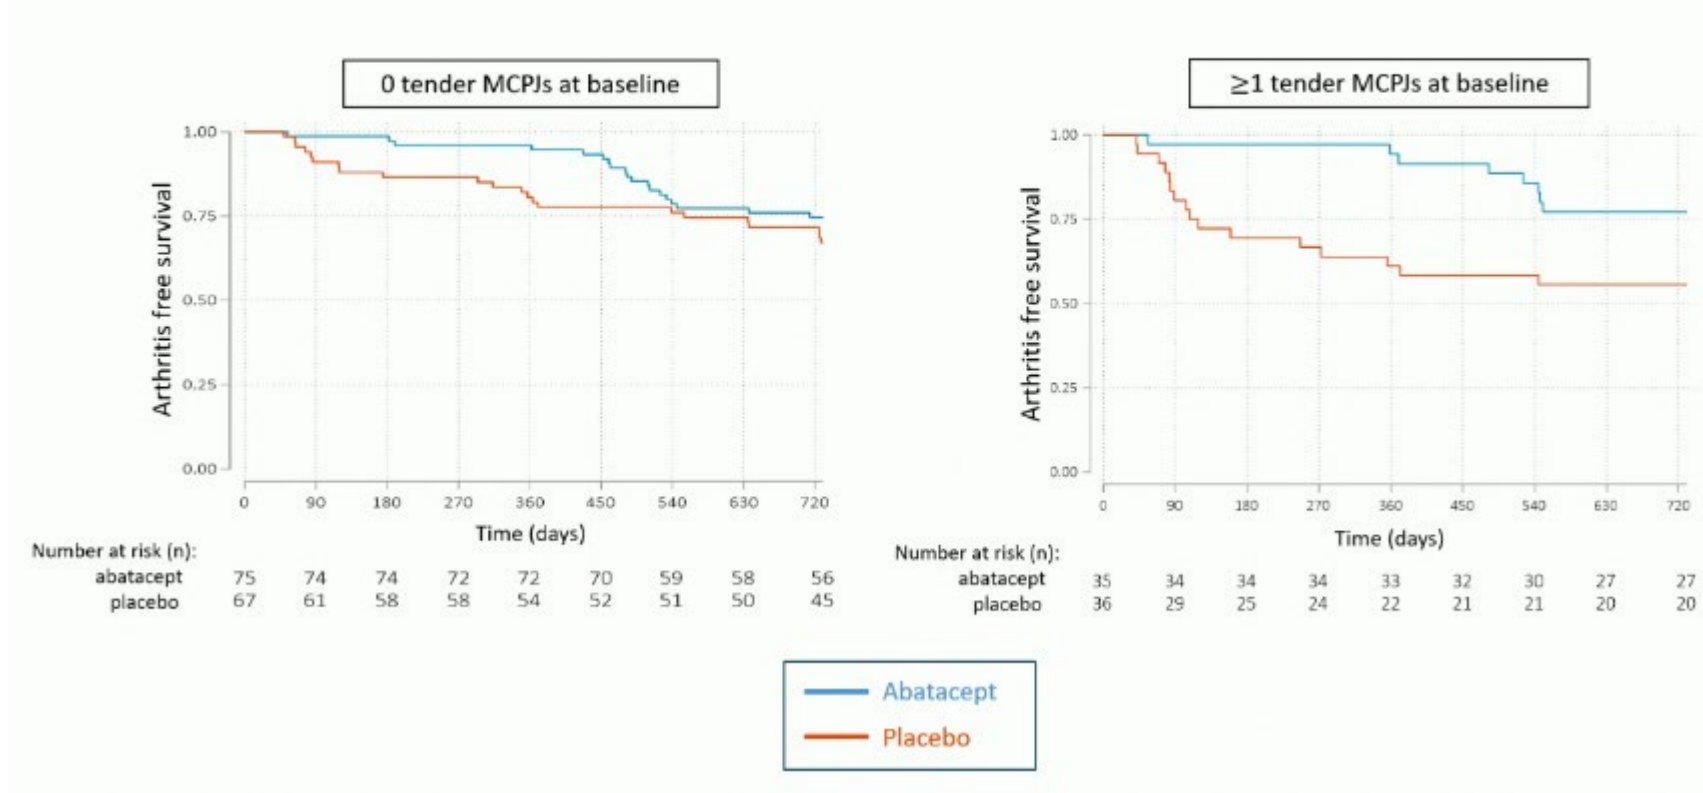 0 tender MCPJs at baseline
Arthritis free survival
1.00
0.75
0.50
0.25
0.00
0 90 180 270 360 450 540 630 720
Time (days)
Number at risk (n):
abatacept 75 74 74 72 72 70 59 58 56
placebo 67 61 58 58 54 52 51 50 45
≥1 tender MCPJs at baseline
Arthritis free survival
1.00
0.75
0.50
0.25
0.00
0 90 180 270 360 450 540 630 720
Time (days)
Number at risk (n):
abatacept 35 34 34 34 33 32 30 27 27
placebo 36 29 25 24 22 21 21 20 20
Abatacept
Placebo